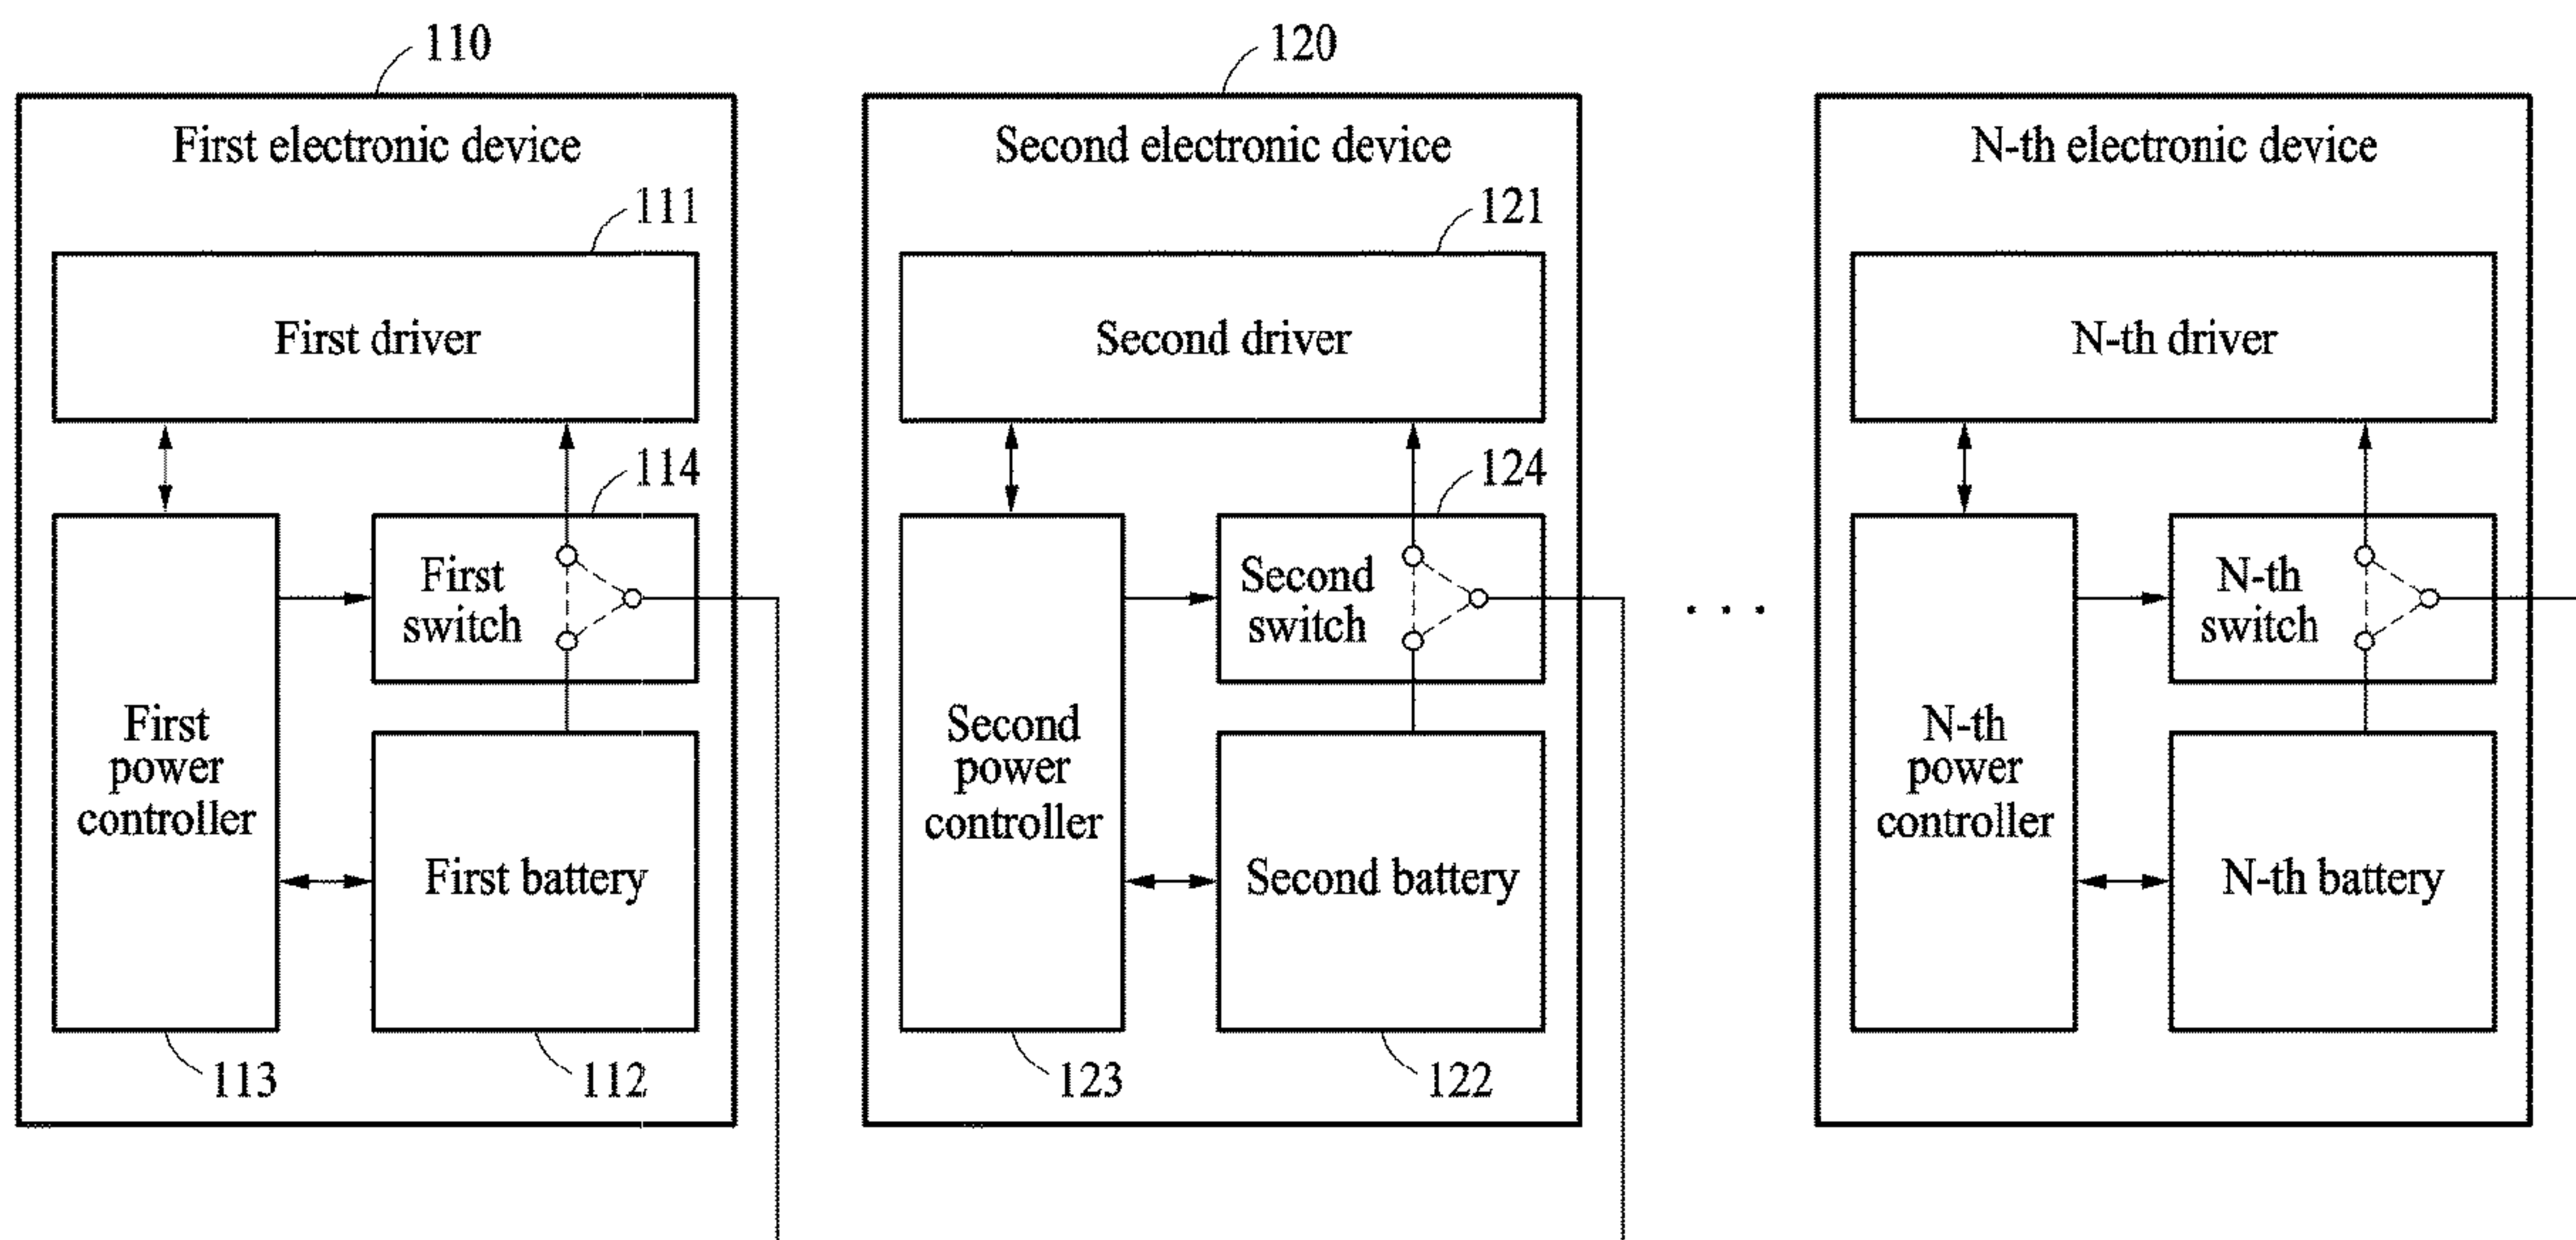 110
120
First electronic device
Second electronic device
N-th electronic device
111
121
First driver
Second driver
N-th driver
114
124
First
switch
Second
switch
. . .
N-th
switch
First
power
controller
Second
power
controller
N-th
power
controller
First battery
Second battery
N-th battery
113
112
123
122